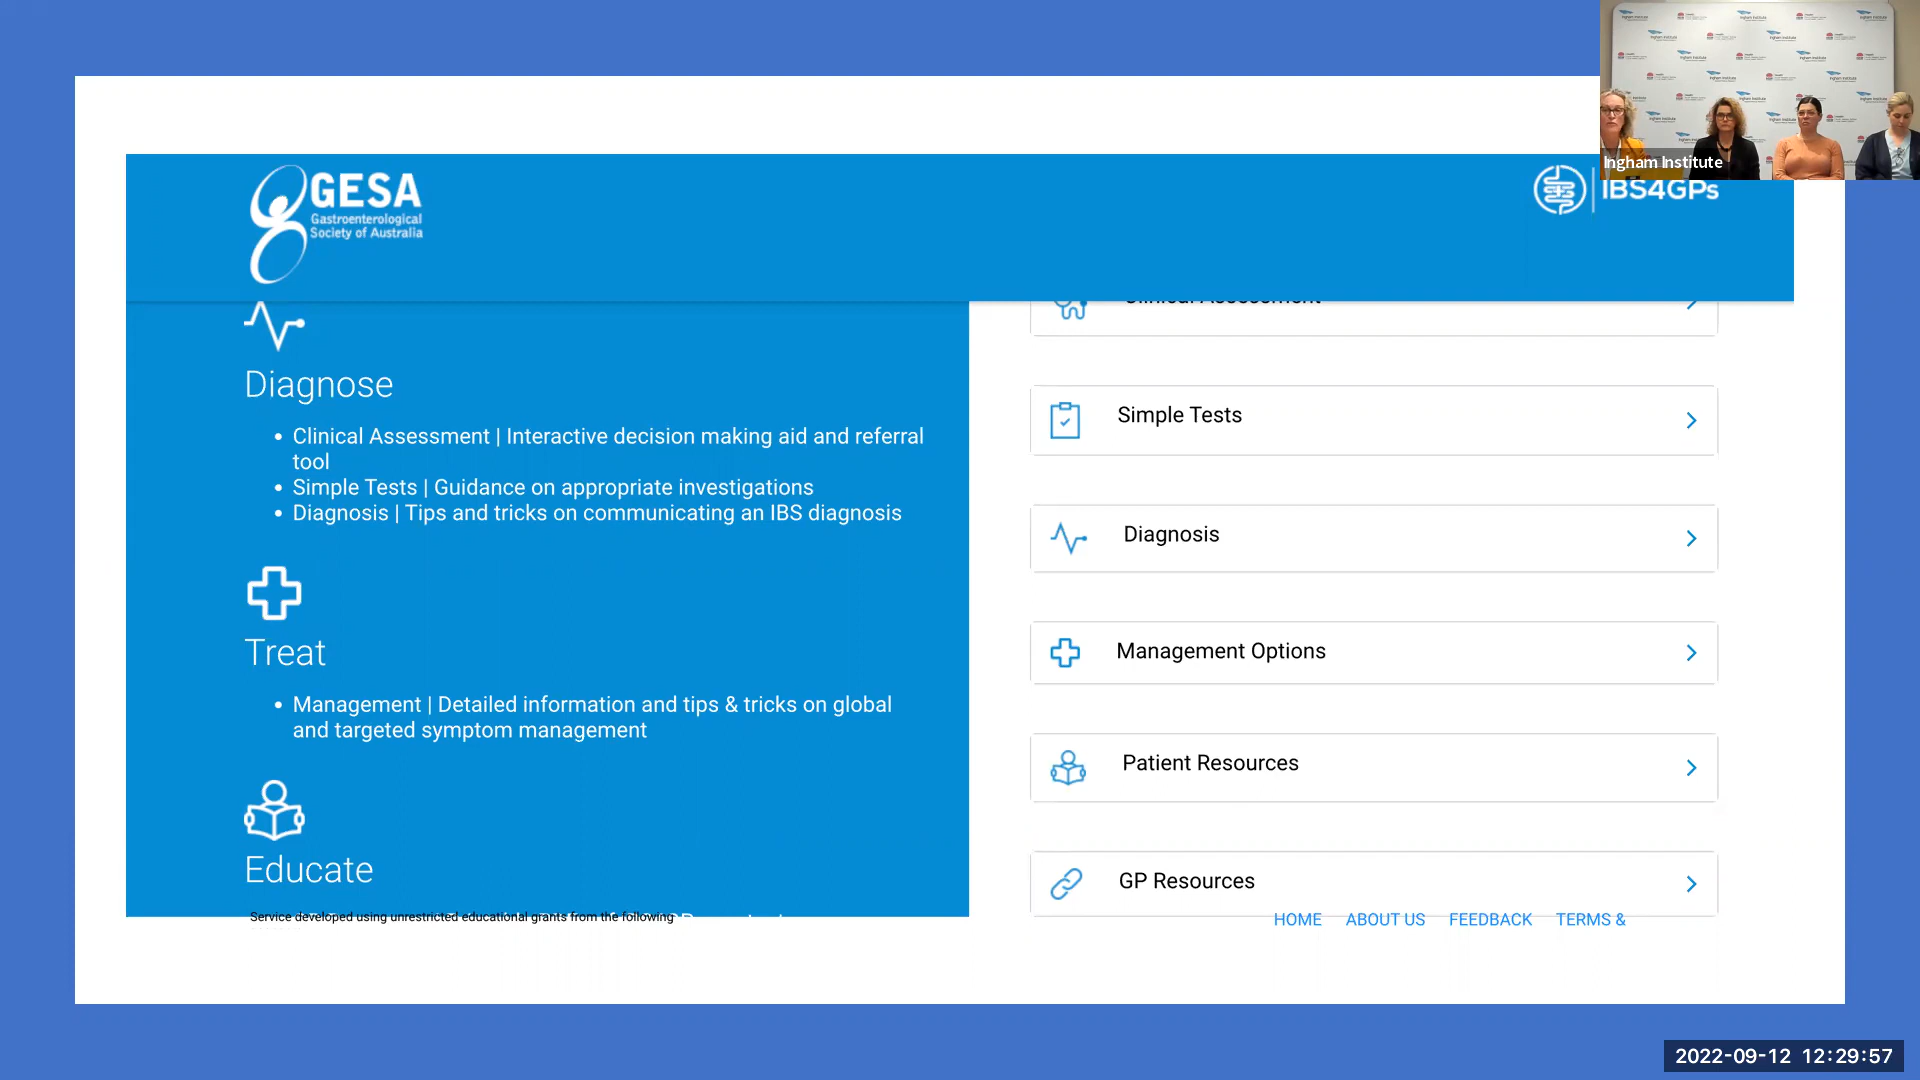 Ingham Institute
GESA
Gastroenterological
Society of Australia
IBS4GPs
Diagnose
• Clinical Assessment | Interactive decision making aid and referral
tool
• Simple Tests | Guidance on appropriate investigations
• Diagnosis | Tips and tricks on communicating an IBS diagnosis
Treat
• Management | Detailed information and tips & tricks on global
and targeted symptom management
Educate
Service developed using unrestricted educational grants from the following
Clinical Assessment
Simple Tests
Diagnosis
Management Options
Patient Resources
GP Resources
HOME ABOUT US FEEDBACK TERMS &
2022-09-12 12:29:57